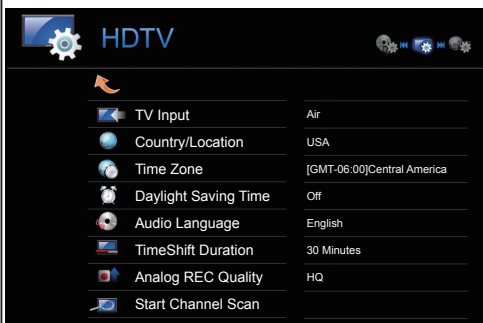 HDTV
TV Input Air
Country/Location USA
Time Zone [GMT-06:00]Central America
Daylight Saving Time Off
Audio Language English
TimeShift Duration 30 Minutes
Analog REC Quality HQ
Start Channel Scan